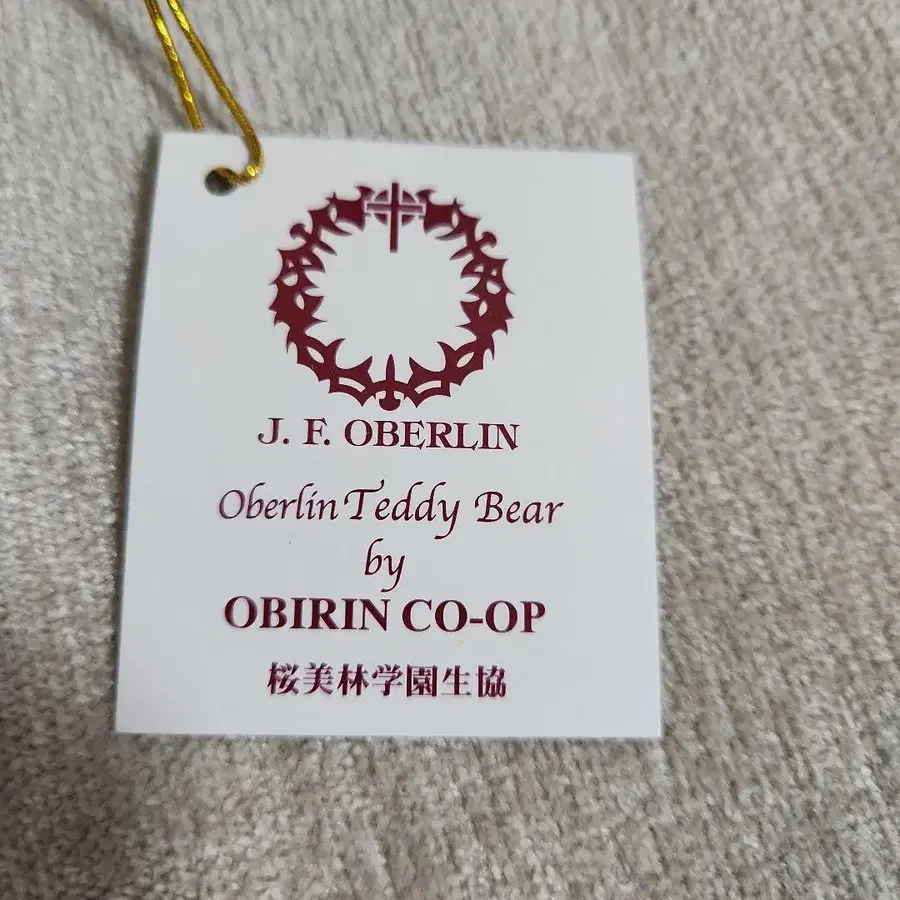 J. F. OBERLIN
Oberlin Teddy Bear
by
OBIRIN CO-OP
桜美林学園生協